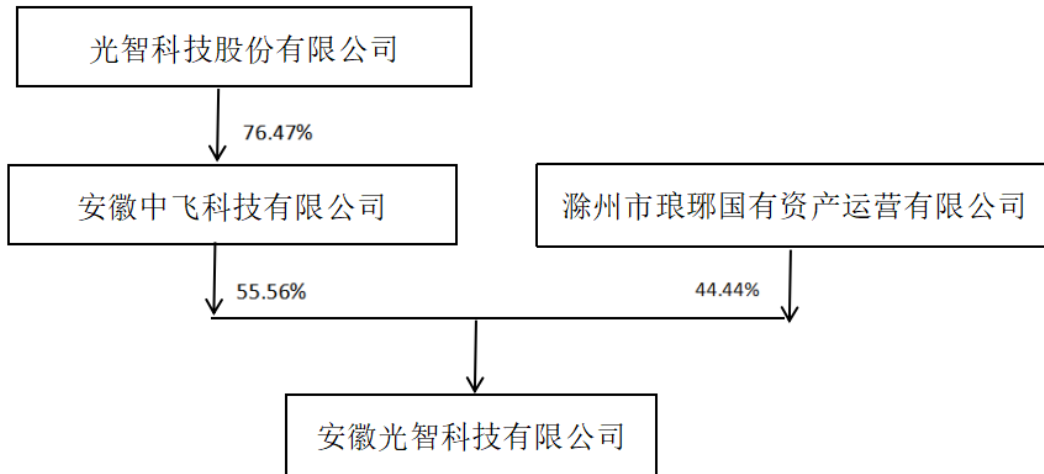 光智科技股份有限公司
76.47%
安徽中飞科技有限公司
滁州市琅琊国有资产运营有限公司
55.56%
44.44%
安徽光智科技有限公司